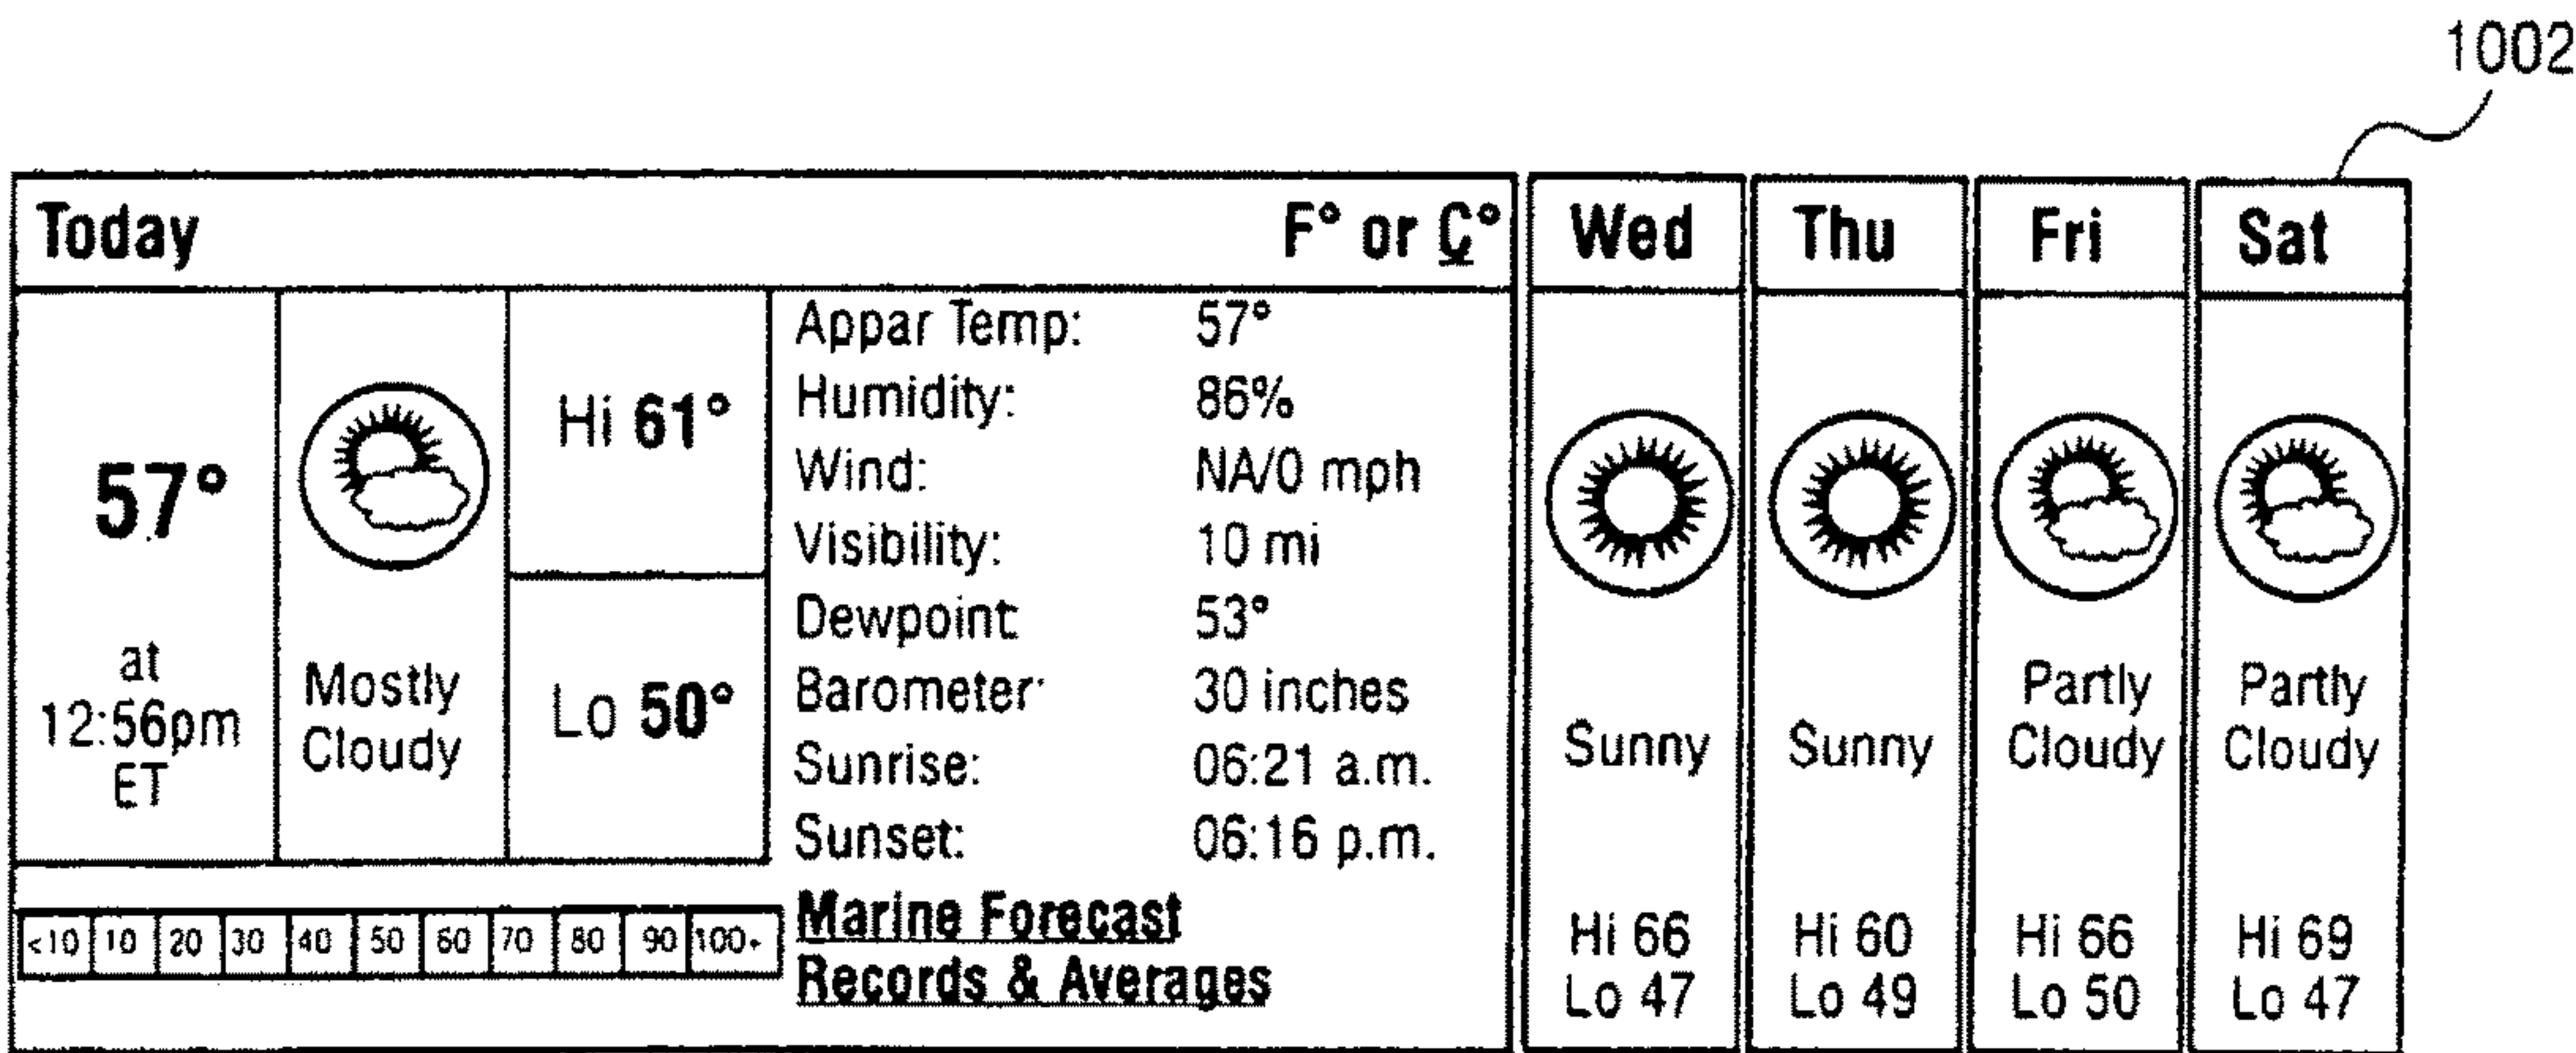 1002
Today F° or C°
57°
at
12:56pm
ET
Mostly
Cloudy
Hi 61°
Lo 50°
Appar Temp: 57°
Humidity: 86%
Wind: NA/0 mph
Visibility: 10 mi
Dewpoint: 53°
Barometer: 30 inches
Sunrise: 06:21 a.m.
Sunset: 06:16 p.m.
Marine Forecast
Records & Averages
<10 10 20 30 40 50 60 70 80 90 100+
Wed
Sunny
Hi 66
Lo 47
Thu
Sunny
Hi 60
Lo 49
Fri
Partly
Cloudy
Hi 66
Lo 50
Sat
Partly
Cloudy
Hi 69
Lo 47